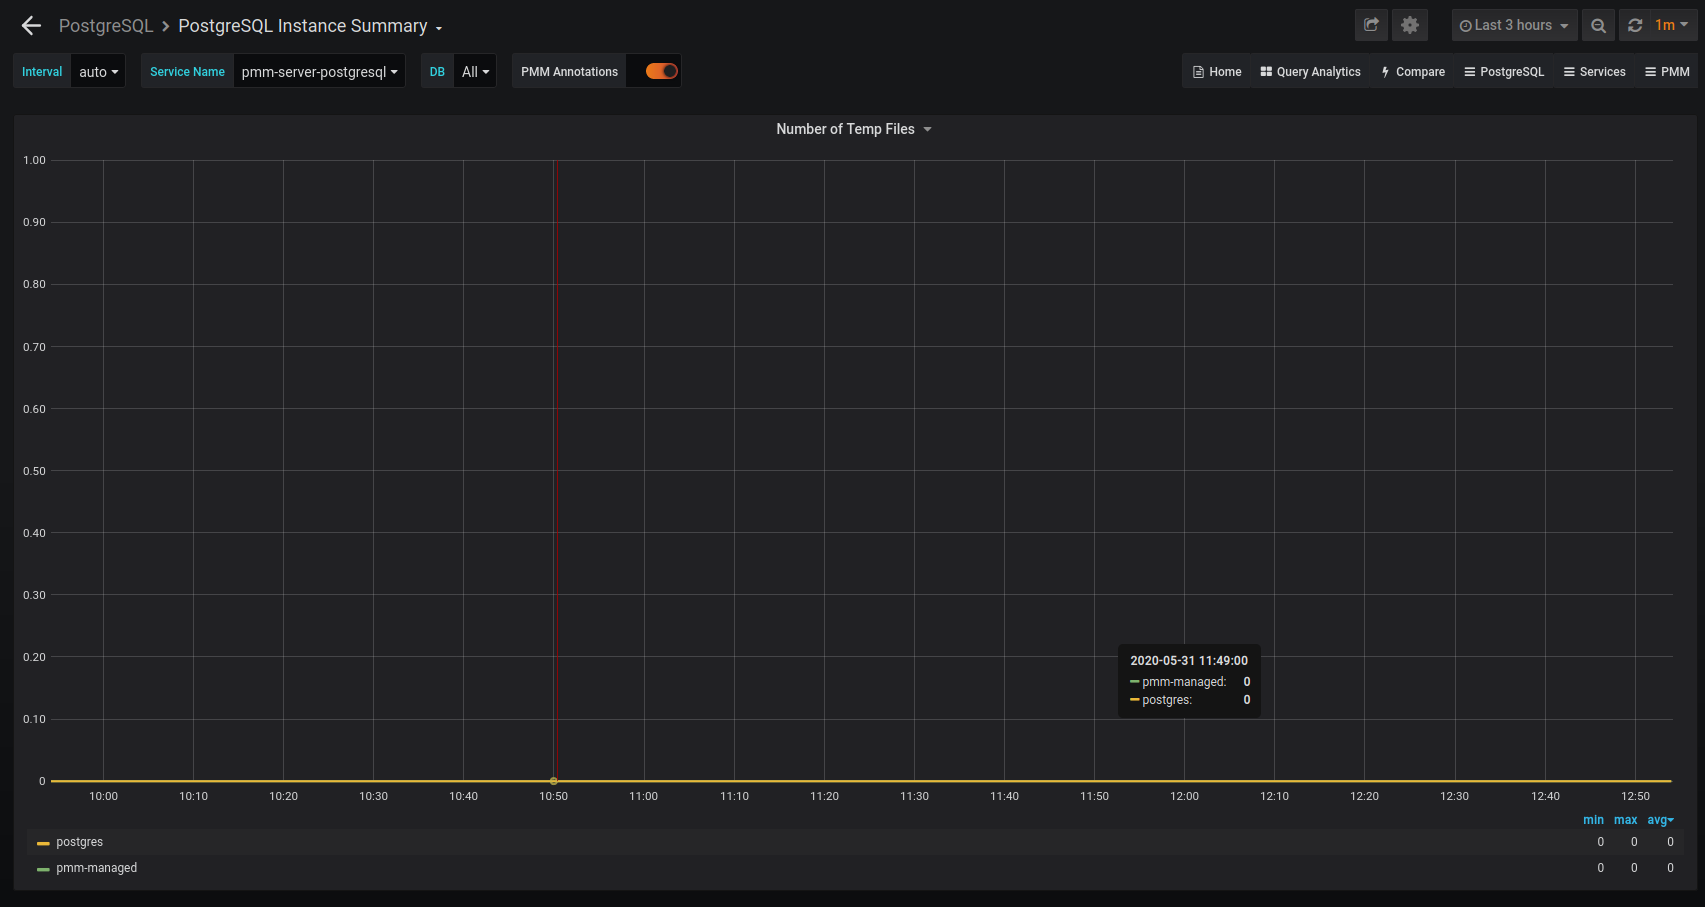 PostgreSQL > PostgreSQL Instance Summary
Last 3 hours
1m
Interval auto Service Name pmm-server-postgresql DB All PMM Annotations
Home Query Analytics Compare PostgreSQL Services PMM
Number of Temp Files
1.00
0.90
0.80
0.70
0.60
0.50
0.40
0.30
0.20
0.10
0
2020-05-31 11:49:00
pmm-managed: 0
postgres: 0
10:00 10:10 10:20 10:30 10:40 10:50 11:00 11:10 11:20 11:30 11:40 11:50 12:00 12:10 12:20 12:30 12:40 12:50
min max avg
postgres 0 0 0
pmm-managed 0 0 0